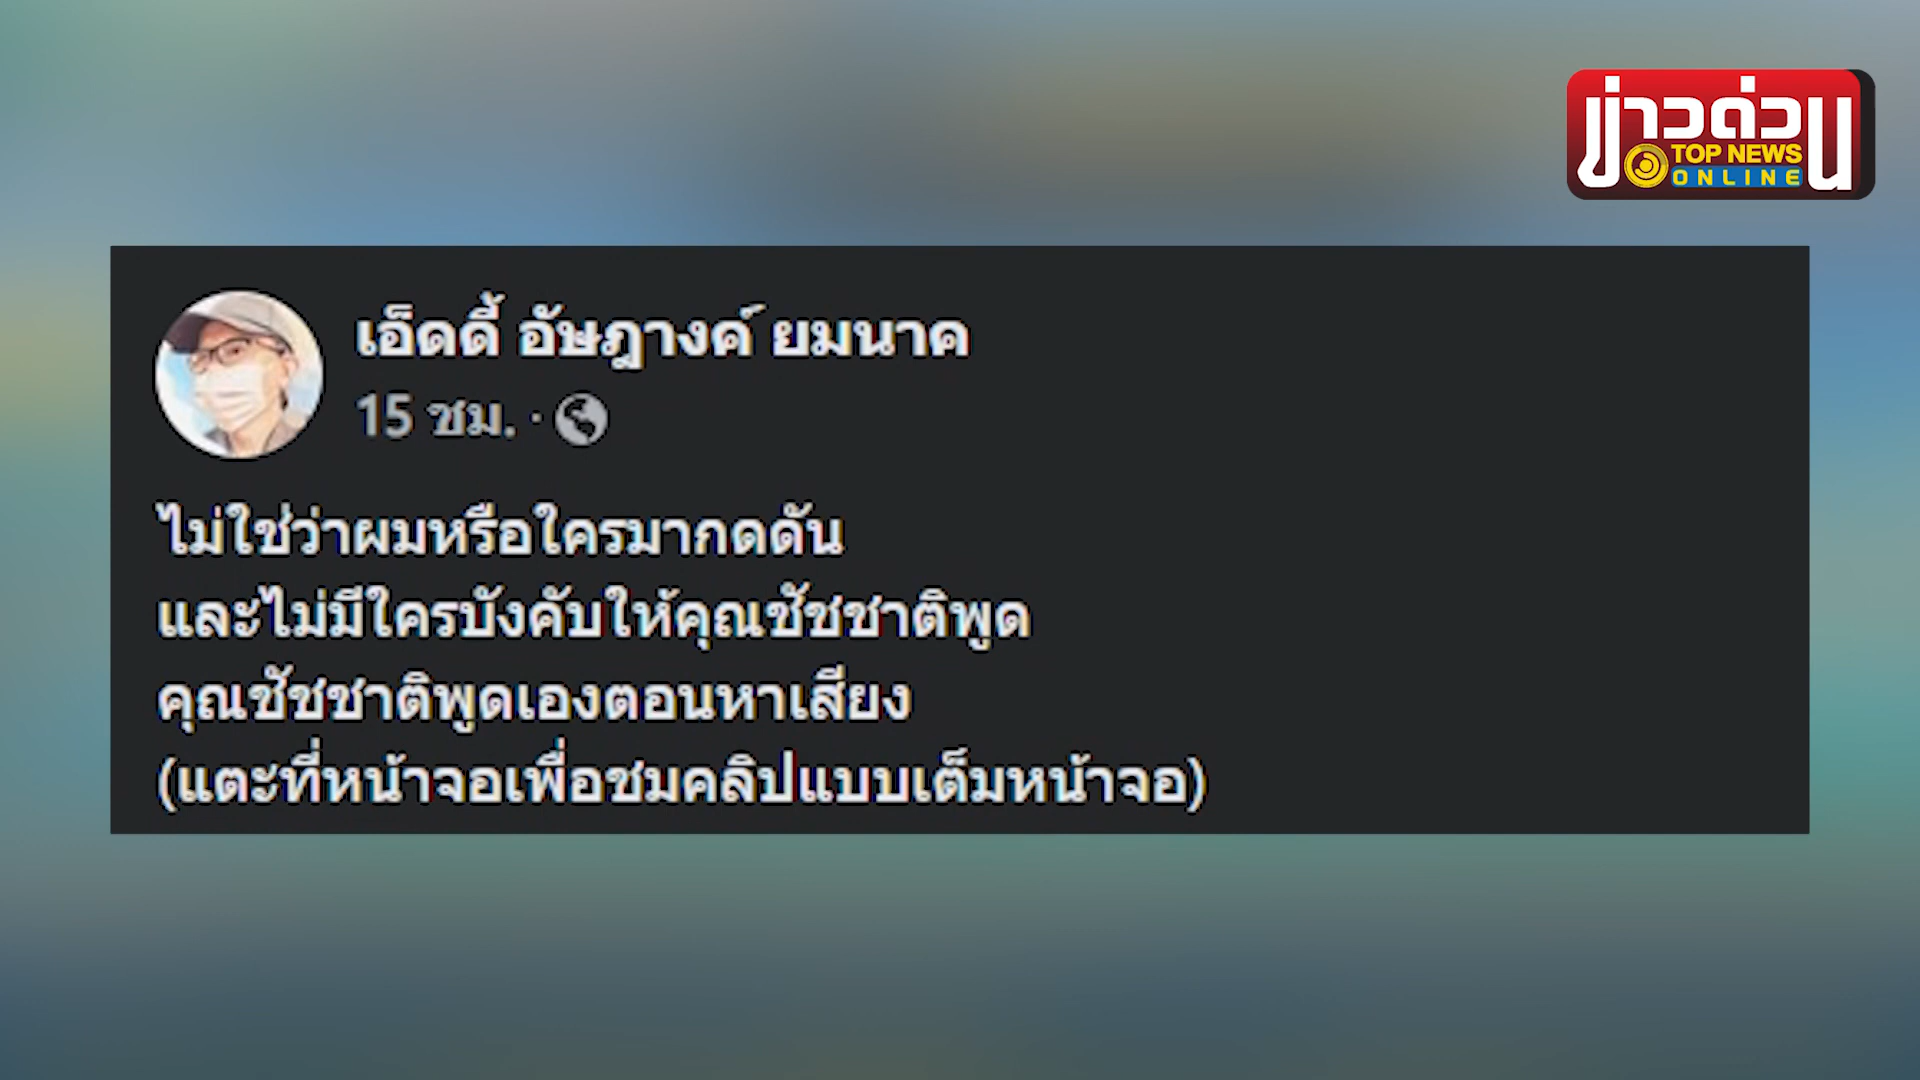 ข่าวด่วน
TOP NEWS
ONLINE
เอ็ดดี้ อัษฎางค์ ยมนาค
15 ชม. ·
ไม่ใช่ว่าผมหรือใครมากดดัน
และไม่มีใครบังคับให้คุณชัชชาติพูด
คุณชัชชาติพูดเองตอนหาเสียง
(แตะที่หน้าจอเพื่อชมคลิปแบบเต็มหน้าจอ)